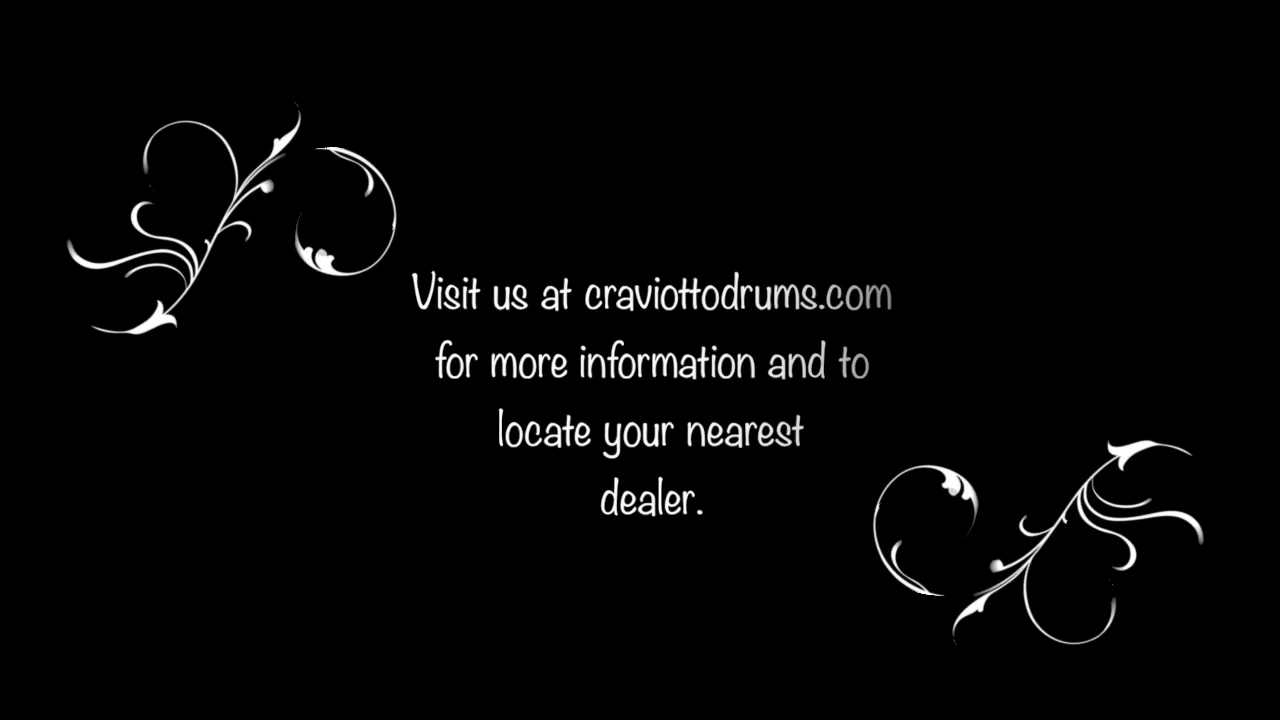 Visit us at craviottodrums.com
for more information and to
locate your nearest
dealer.